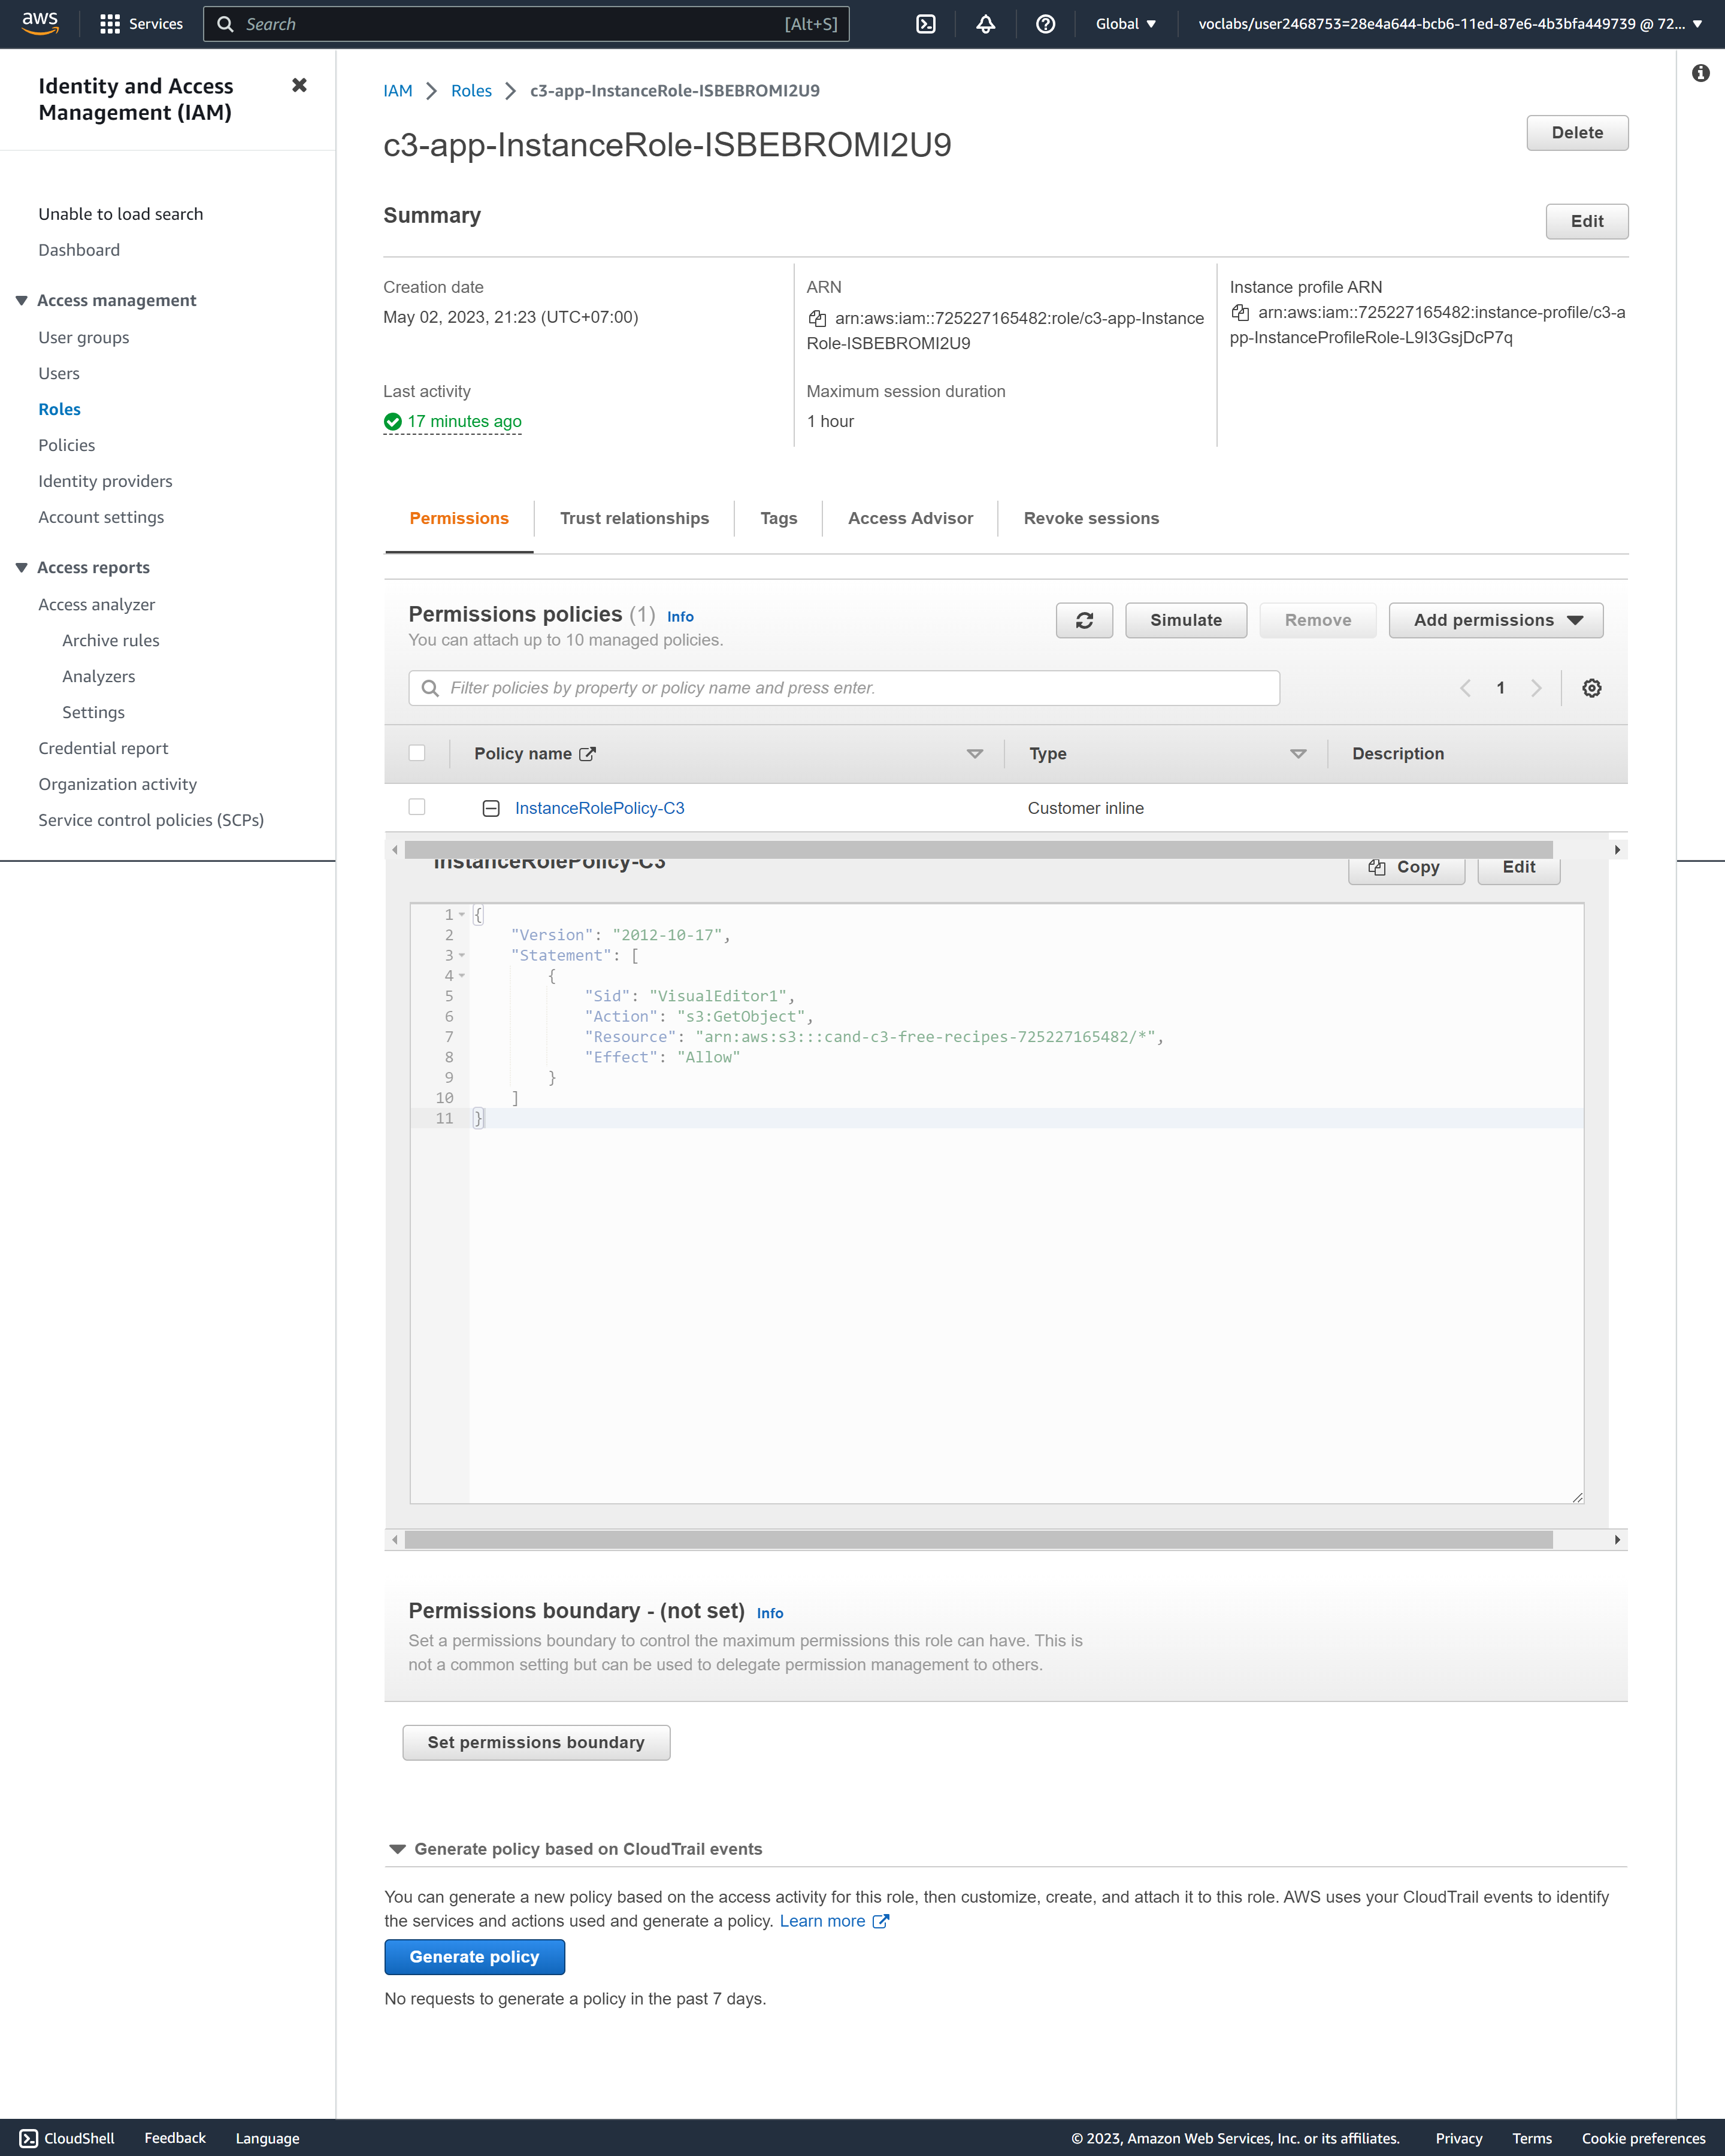 aws
Services
Search
[Alt+S]
Global
voclabs/user2468753=28e4a644-bcb6-11ed-87e6-4b3bfa449739 @ 72...
Identity and Access
Management (IAM)
Unable to load search
Dashboard
Access management
User groups
Users
Roles
Policies
Identity providers
Account settings
Access reports
Access analyzer
Archive rules
Analyzers
Settings
Credential report
Organization activity
Service control policies (SCPs)
IAM
Roles
c3-app-InstanceRole-ISBEBROMI2U9
c3-app-InstanceRole-ISBEBROMI2U9
Delete
Summary
Edit
Creation date
May 02, 2023, 21:23 (UTC+07:00)
ARN
arn:aws:iam::725227165482:role/c3-app-Instance
Role-ISBEBROMI2U9
Instance profile ARN
arn:aws:iam::725227165482:instance-profile/c3-a
pp-InstanceProfileRole-L9I3GsjDcP7q
Last activity
17 minutes ago
Maximum session duration
1 hour
Permissions
Trust relationships
Tags
Access Advisor
Revoke sessions
Permissions policies (1) Info
You can attach up to 10 managed policies.
Simulate
Remove
Add permissions
Filter policies by property or policy name and press enter.
1
Policy name
Type
Description
InstanceRolePolicy-C3
Customer inline
InstanceRolePolicy-C3
Copy
Edit
1 {
2 "Version": "2012-10-17",
3 "Statement": [
4 {
5 "Sid": "VisualEditor1",
6 "Action": "s3:GetObject",
7 "Resource": "arn:aws:s3:::cand-c3-free-recipes-725227165482/*",
8 "Effect": "Allow"
9 }
10 ]
11 }
Permissions boundary - (not set) Info
Set a permissions boundary to control the maximum permissions this role can have. This is
not a common setting but can be used to delegate permission management to others.
Set permissions boundary
Generate policy based on CloudTrail events
You can generate a new policy based on the access activity for this role, then customize, create, and attach it to this role. AWS uses your CloudTrail events to identify
the services and actions used and generate a policy. Learn more
Generate policy
No requests to generate a policy in the past 7 days.
CloudShell
Feedback
Language
© 2023, Amazon Web Services, Inc. or its affiliates.
Privacy
Terms
Cookie preferences